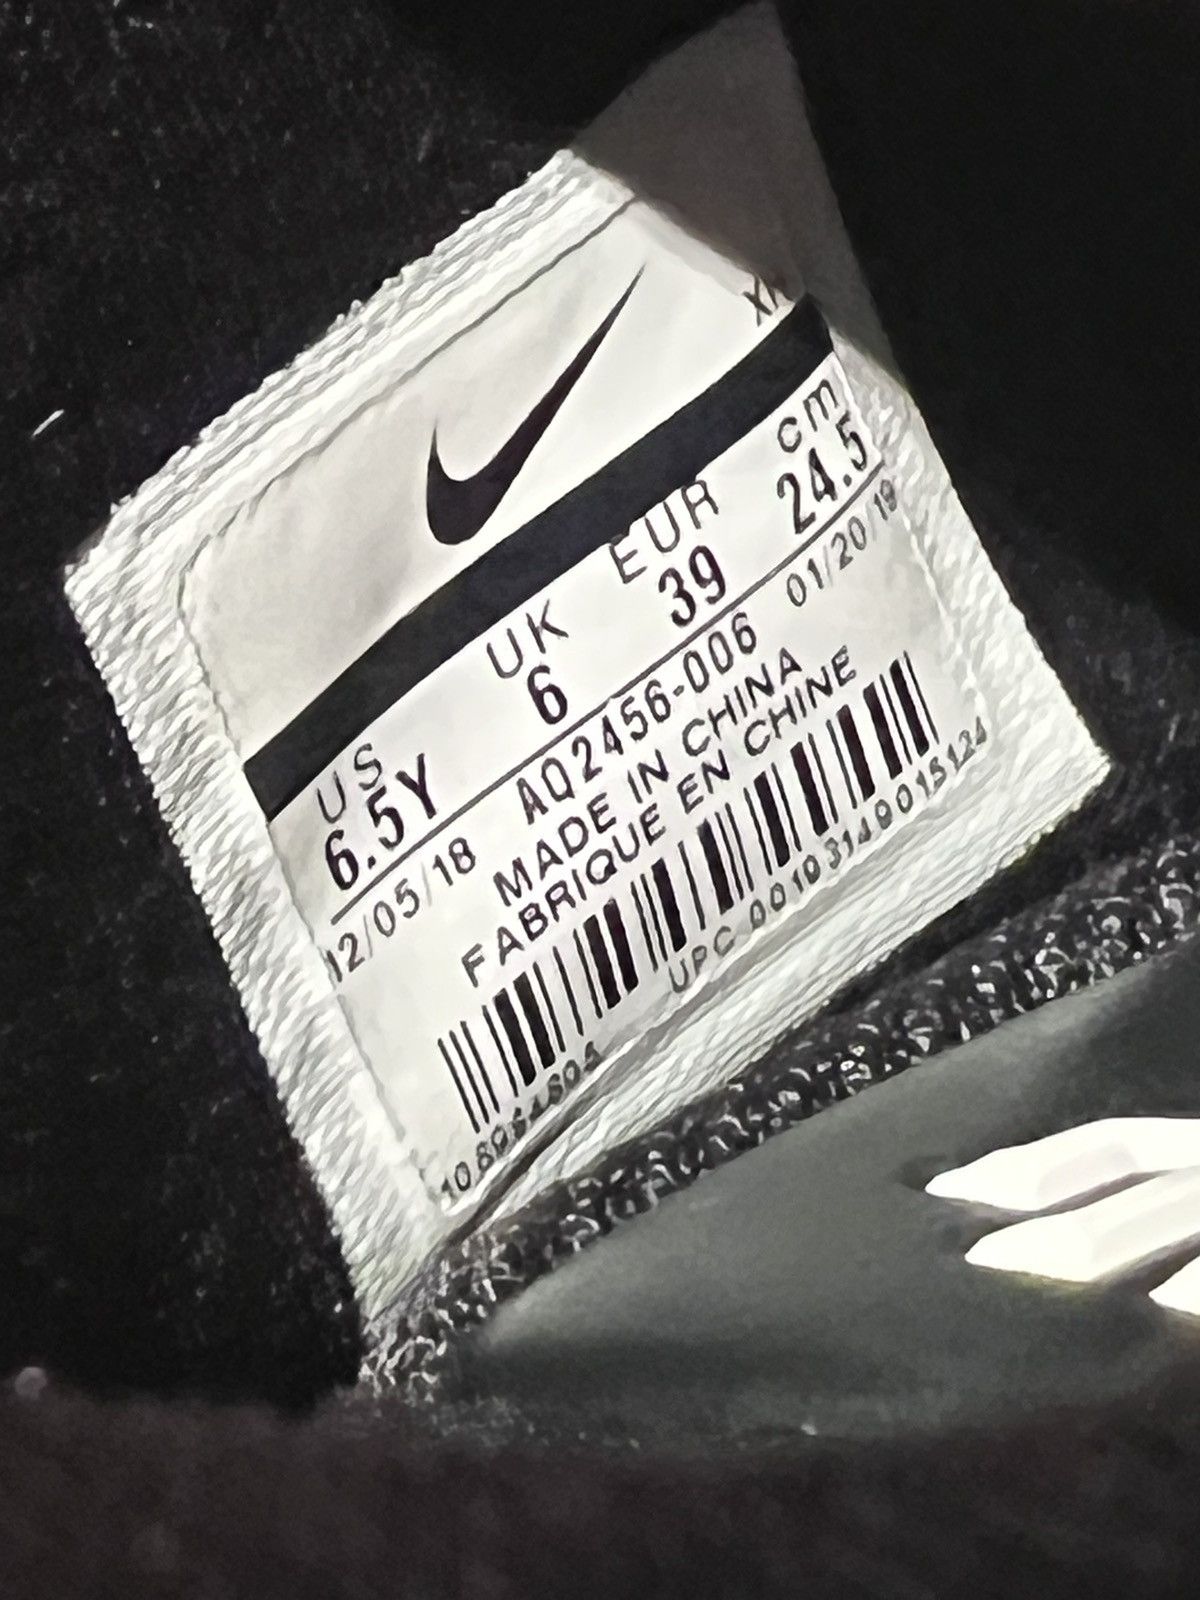 US UK EUR cm
6.5Y 6 39 24.5
12/05/18 AQ2456-006 01/20/19
MADE IN CHINA
FABRIQUE EN CHINE
UPC